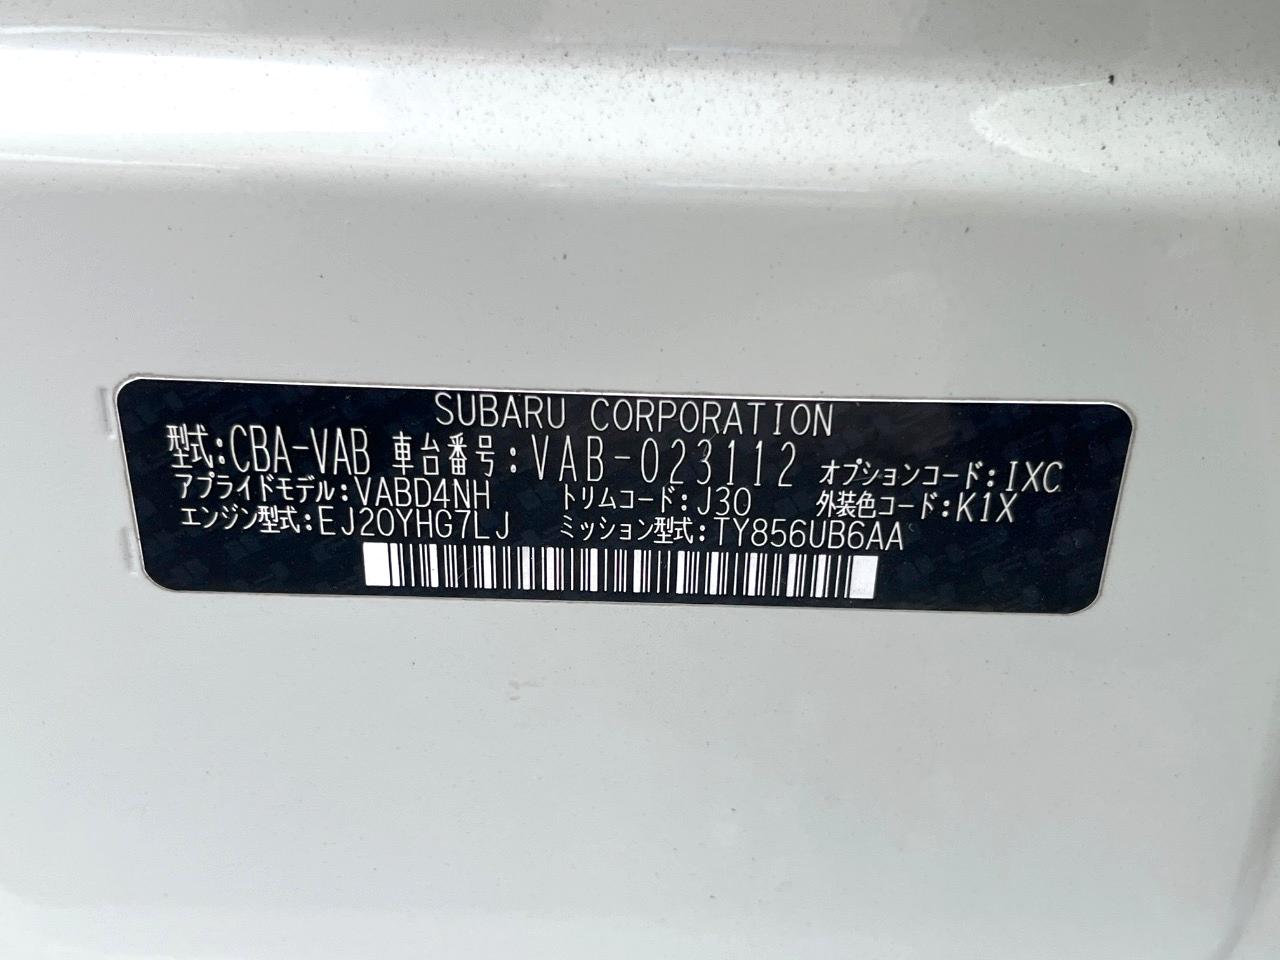 SUBARU CORPORATION
型式:CBA-VAB 車台番号:VAB-023112 オプションコード:IXC
アプライドモデル:VABD4NH トリムコード:J30 外装色コード:K1X
エンジン型式:EJ20YHG7LJ ミッション型式:TY856UB6AA